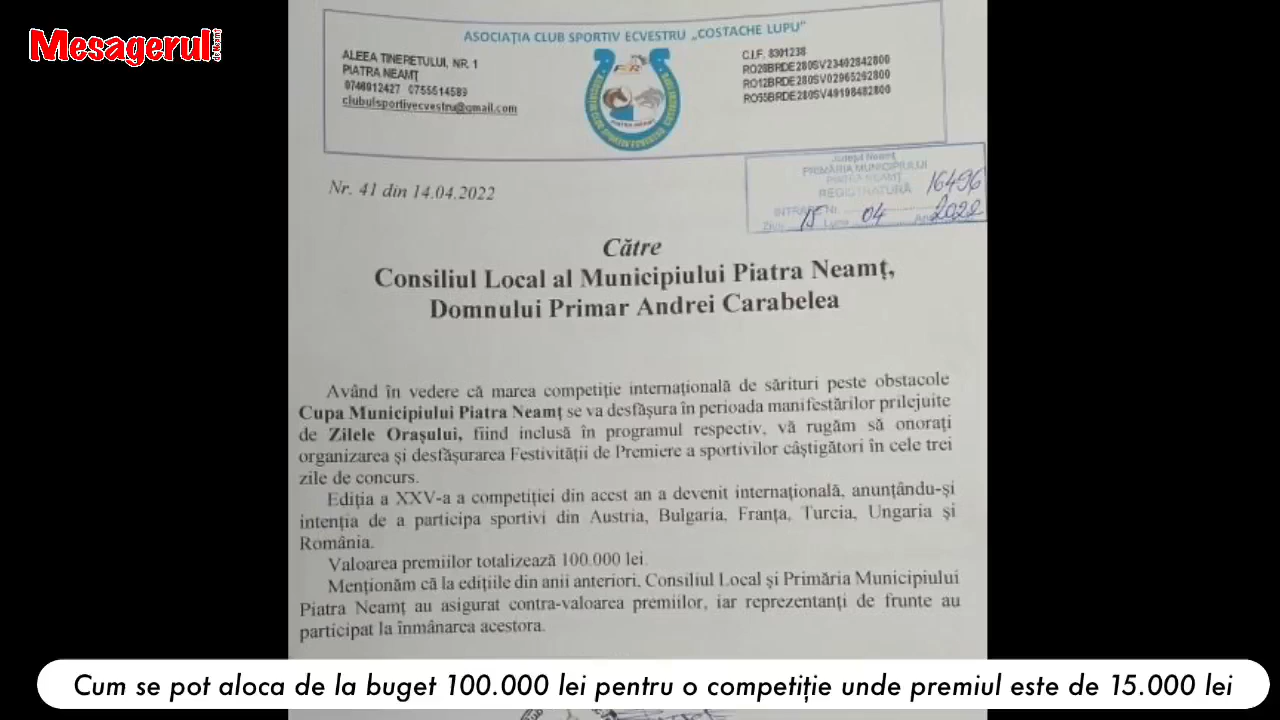 Mesagerul
ASOCIAȚIA CLUB SPORTIV ECVESTRU „COSTACHE LUPU”
ALEEA TINERETULUI, NR. 1
PIATRA NEAMȚ
0746912427 0755514589
clubulsportivecvestru@gmail.com
C.I.F. 8301238
RO28BRDE280SV23402842800
RO12BRDE280SV02965292800
RO55BRDE280SV49198482800
Județul Neamț
PRIMĂRIA MUNICIPIULUI
PIATRA NEAMȚ
REGISTRATURĂ 16496
INTRARE Nr.
Ziua 15 Luna 04 Anul 2022
Nr. 41 din 14.04.2022
Către
Consiliul Local al Municipiului Piatra Neamț,
Domnului Primar Andrei Carabelea
Având în vedere că marea competiție internațională de sărituri peste obstacole
Cupa Municipiului Piatra Neamț se va desfășura în perioada manifestărilor prilejuite
de Zilele Orașului, fiind inclusă în programul respectiv, vă rugăm să onorați
organizarea și desfășurarea Festivității de Premiere a sportivilor câștigători în cele trei
zile de concurs.
Ediția a XXV-a a competiției din acest an a devenit internațională, anunțându-și
intenția de a participa sportivi din Austria, Bulgaria, Franța, Turcia, Ungaria și
România.
Valoarea premiilor totalizează 100.000 lei.
Menționăm că la edițiile din anii anteriori, Consiliul Local și Primăria Municipiului
Piatra Neamț au asigurat contra-valoarea premiilor, iar reprezentanți de frunte au
participat la înmânarea acestora.
Cum se pot aloca de la buget 100.000 lei pentru o competiție unde premiul este de 15.000 lei